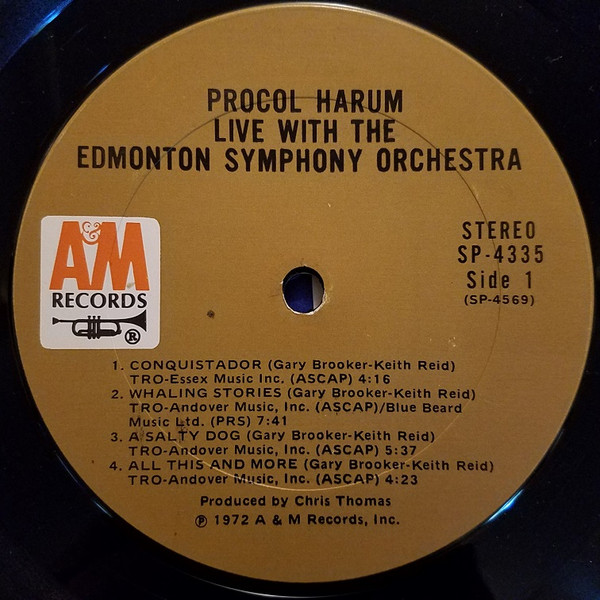 PROCOL HARUM
LIVE WITH THE
EDMONTON SYMPHONY ORCHESTRA
A&M
RECORDS
®
STEREO
SP-4335
Side 1
(SP-4569)
1. CONQUISTADOR (Gary Brooker-Keith Reid)
TRO-Essex Music Inc. (ASCAP) 4:16
2. WHALING STORIES (Gary Brooker-Keith Reid)
TRO-Andover Music, Inc. (ASCAP)/Blue Beard
Music Ltd. (PRS) 7:41
3. A SALTY DOG (Gary Brooker-Keith Reid)
TRO-Andover Music, Inc. (ASCAP) 5:37
4. ALL THIS AND MORE (Gary Brooker-Keith Reid)
TRO-Andover Music, Inc. (ASCAP) 4:23
Produced by Chris Thomas
℗ 1972 A & M Records, Inc.